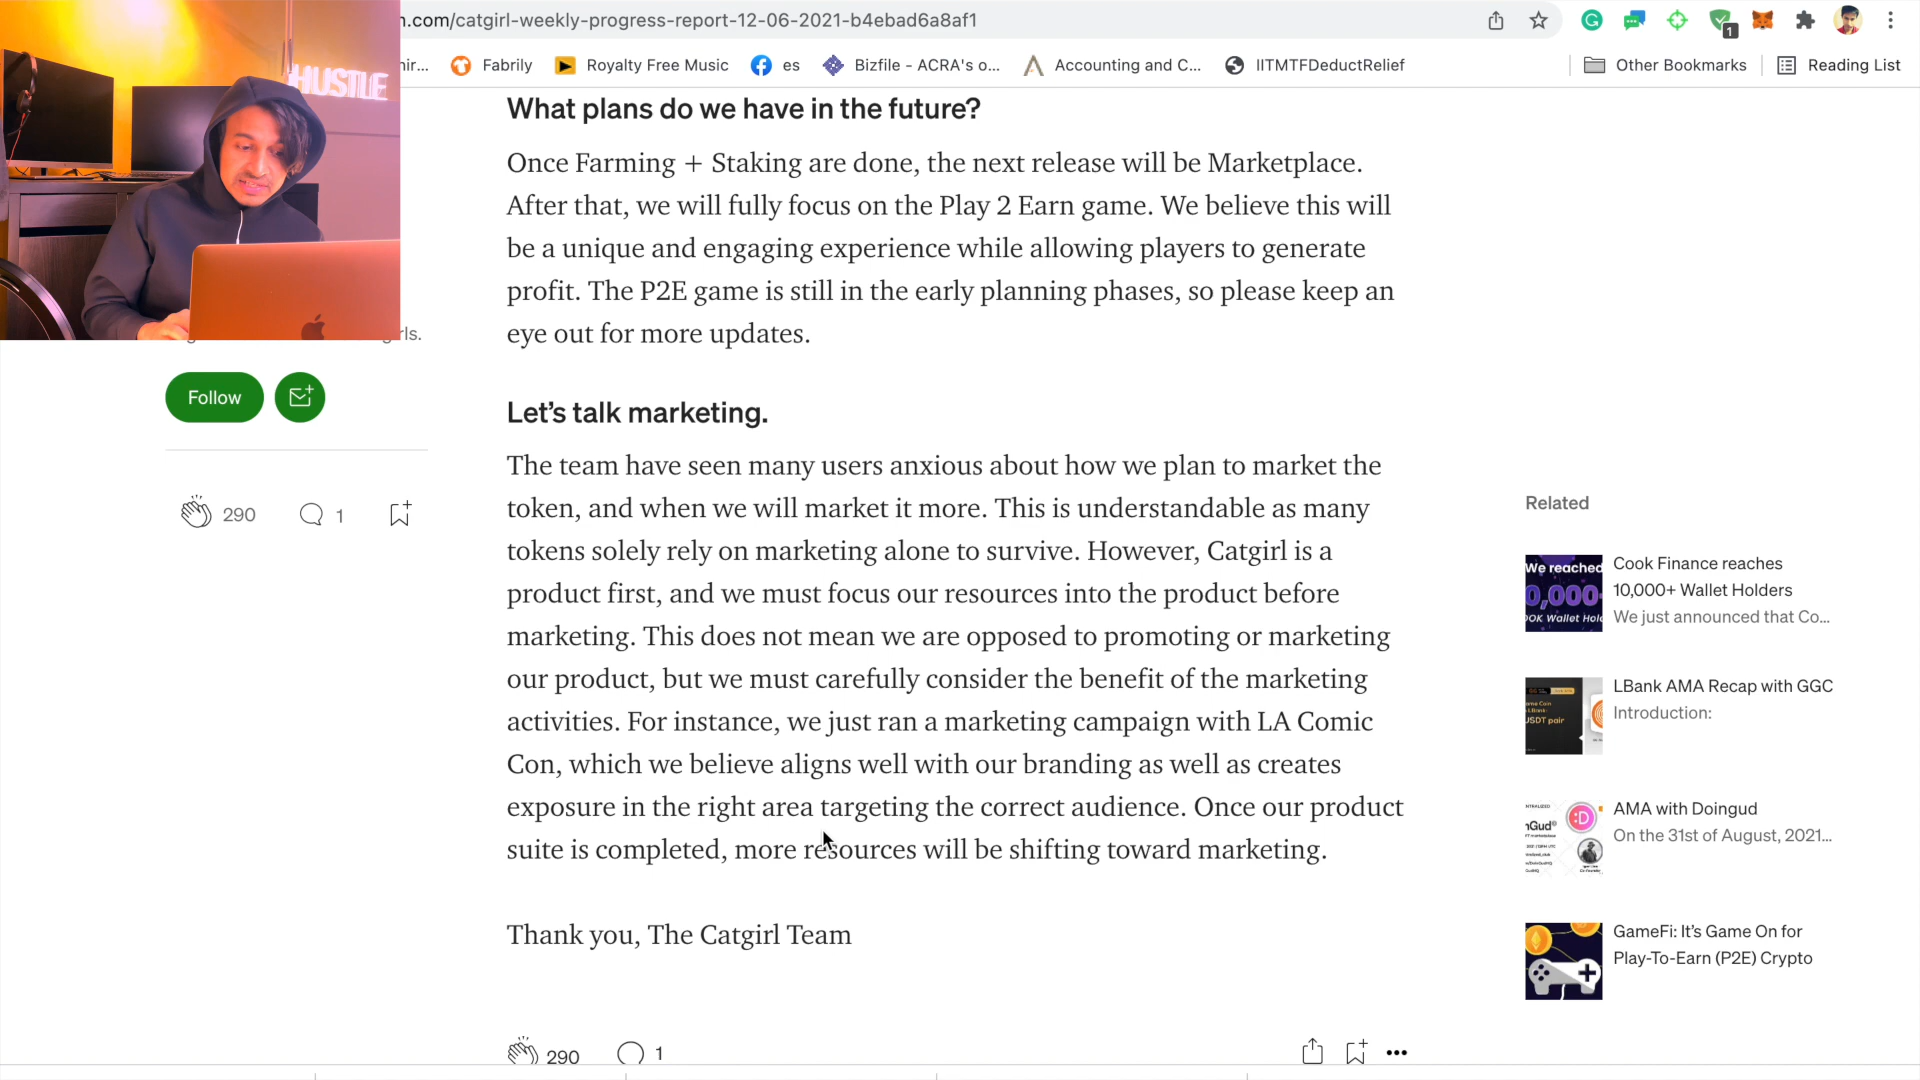 n.com/catgirl-weekly-progress-report-12-06-2021-b4ebad6a8af1
1
HUSTLE
Fabrily
Royalty Free Music
es
Bizfile - ACRA's o...
Accounting and C...
IITMTFDeductRelief
Other Bookmarks
Reading List
What plans do we have in the future?
Once Farming + Staking are done, the next release will be Marketplace.
After that, we will fully focus on the Play 2 Earn game. We believe this will
be a unique and engaging experience while allowing players to generate
profit. The P2E game is still in the early planning phases, so please keep an
eye out for more updates.
Follow
290
1
Let's talk marketing.
The team have seen many users anxious about how we plan to market the
token, and when we will market it more. This is understandable as many
tokens solely rely on marketing alone to survive. However, Catgirl is a
product first, and we must focus our resources into the product before
marketing. This does not mean we are opposed to promoting or marketing
our product, but we must carefully consider the benefit of the marketing
activities. For instance, we just ran a marketing campaign with LA Comic
Con, which we believe aligns well with our branding as well as creates
exposure in the right area targeting the correct audience. Once our product
suite is completed, more resources will be shifting toward marketing.
Thank you, The Catgirl Team
290
1
Related
We reached
0,000+
OOK Wallet Hol
Cook Finance reaches
10,000+ Wallet Holders
We just announced that Co...
LBank AMA Recap with GGC
Introduction:
AMA with Doingud
On the 31st of August, 2021...
GameFi: It's Game On for
Play-To-Earn (P2E) Crypto